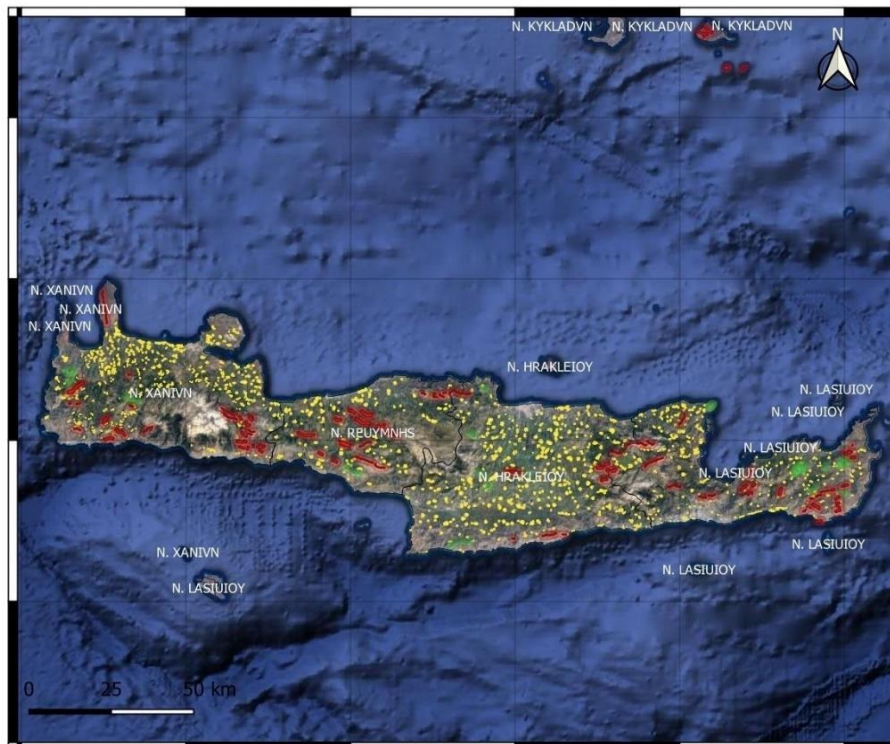 N. KYKLADVN
N. KYKLADVN
N. KYKLADVN
N
N. XANIVN
N. XANIVN
N. XANIVN
N. HRAKLEIOY
N. XANIVN
N. LASIUIOY
N. LASIUIOY
N. REUYMNHS
N. LASIUIOY
N. HRAKLEIOY
N. LASIUIOY
N. XANIVN
N. LASIUIOY
N. LASIUIOY
N. LASIUIOY
0 25 50 km